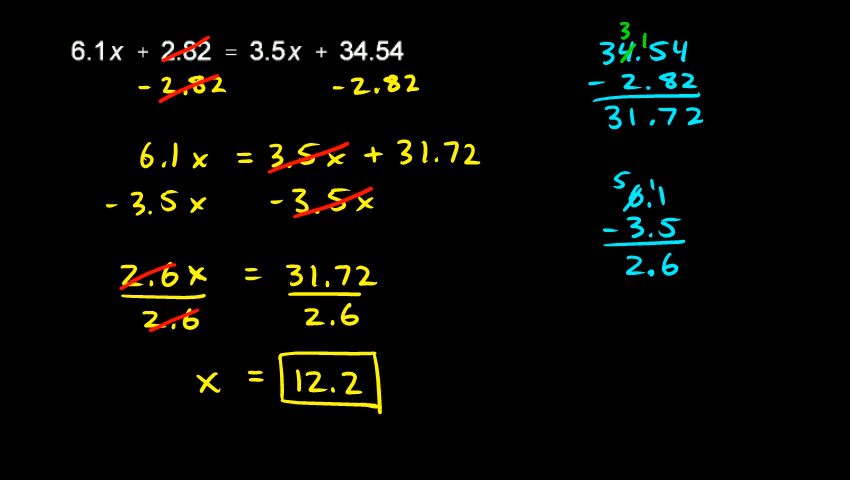 6.1x + 2.82 = 3.5x + 34.54
- 2.82 - 2.82
6.1x = 3.5x + 31.72
- 3.5x - 3.5x
2.6x = 31.72
2.6 2.6
x = 12.2
3 1
34.54
- 2.82
31.72
5 1
6.1
- 3.5
2.6